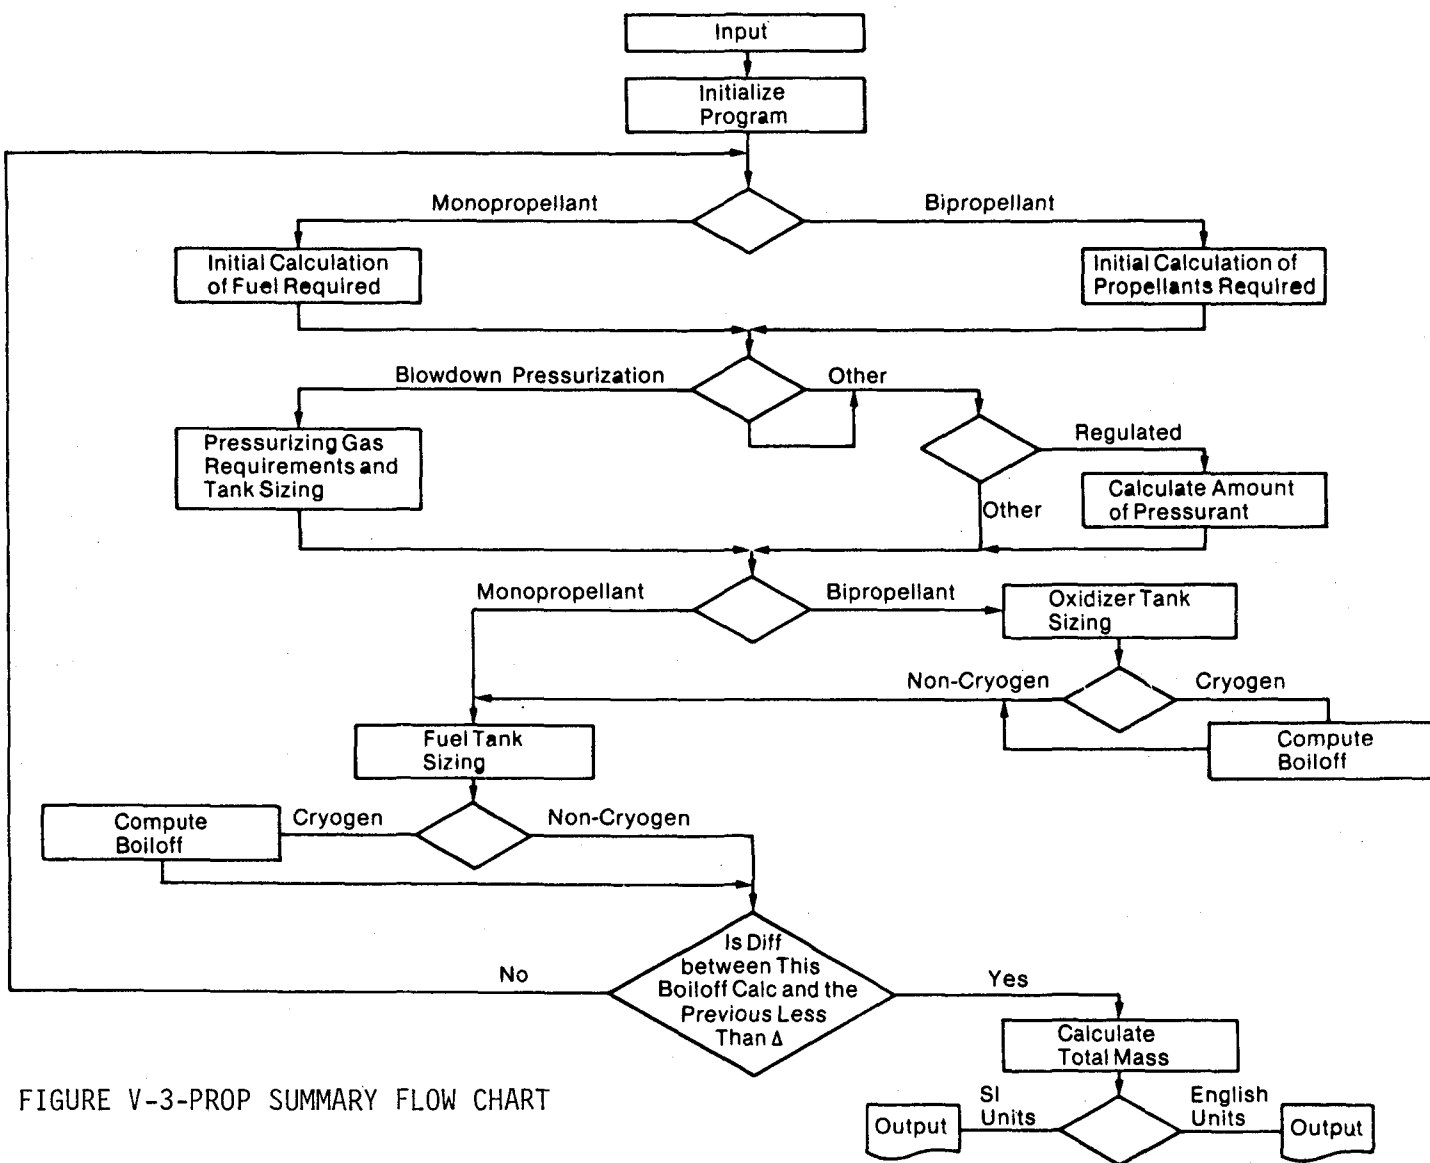 Input
Initialize
Program
Monopropellant
Bipropellant
Initial Calculation
of Fuel Required
Initial Calculation of
Propellants Required
Blowdown Pressurization
Other
Pressurizing Gas
Requirements and
Tank Sizing
Regulated
Other
Calculate Amount
of Pressurant
Monopropellant
Bipropellant
Oxidizer Tank
Sizing
Non-Cryogen
Cryogen
Compute
Boiloff
Fuel Tank
Sizing
Cryogen
Non-Cryogen
Compute
Boiloff
Is Diff
between This
Boiloff Calc and the
Previous Less
Than Δ
No
Yes
Calculate
Total Mass
SI
Units
English
Units
Output
Output
FIGURE V-3-PROP SUMMARY FLOW CHART